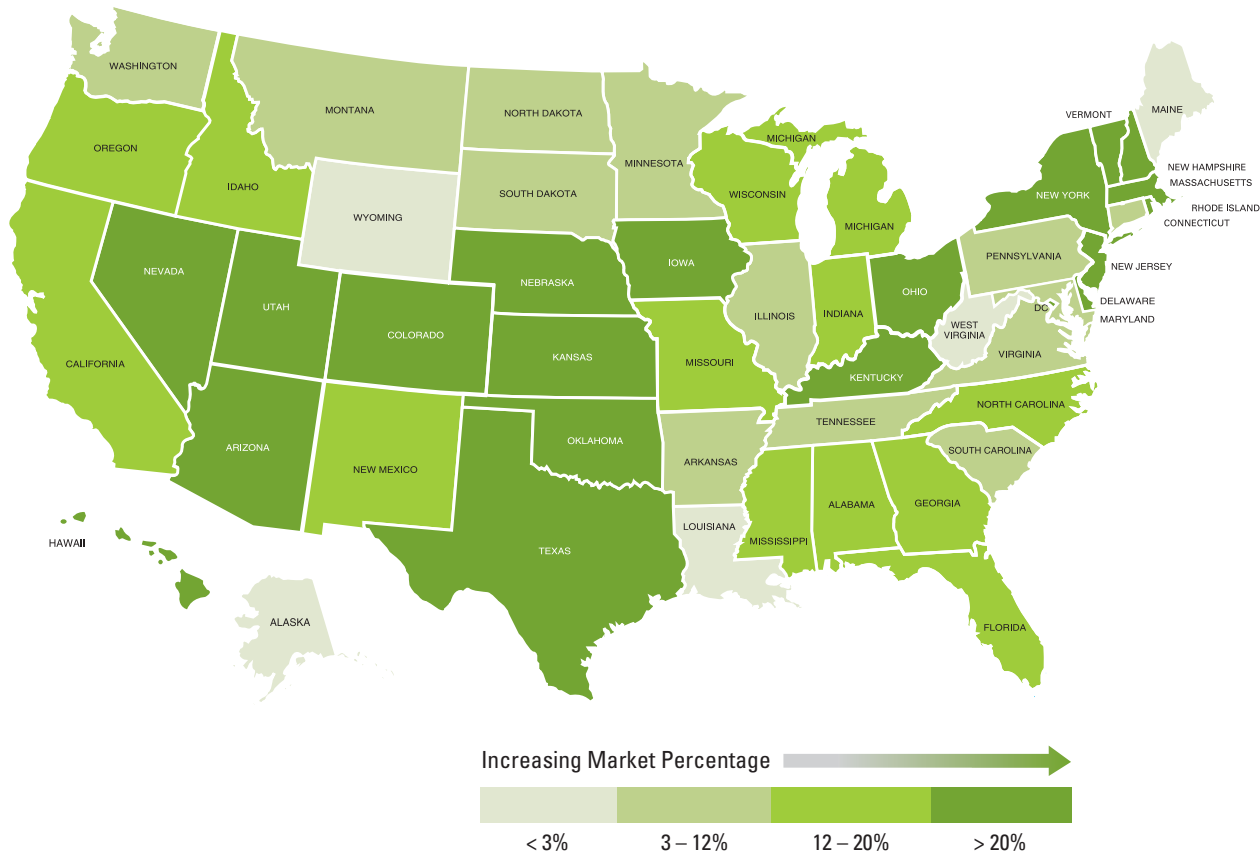 WASHINGTON
MONTANA
NORTH DAKOTA
MINNESOTA
MICHIGAN
VERMONT
MAINE
OREGON
IDAHO
SOUTH DAKOTA
WISCONSIN
MICHIGAN
NEW YORK
NEW HAMPSHIRE
MASSACHUSETTS
RHODE ISLAND
CONNECTICUT
WYOMING
NEVADA
UTAH
COLORADO
NEBRASKA
IOWA
ILLINOIS
INDIANA
OHIO
PENNSYLVANIA
NEW JERSEY
DELAWARE
MARYLAND
DC
WEST
VIRGINIA
VIRGINIA
CALIFORNIA
KANSAS
MISSOURI
KENTUCKY
NORTH CAROLINA
TENNESSEE
SOUTH CAROLINA
ARIZONA
NEW MEXICO
OKLAHOMA
ARKANSAS
MISSISSIPPI
ALABAMA
GEORGIA
LOUISIANA
TEXAS
FLORIDA
HAWAII
ALASKA
Increasing Market Percentage
< 3%
3 – 12%
12 – 20%
> 20%